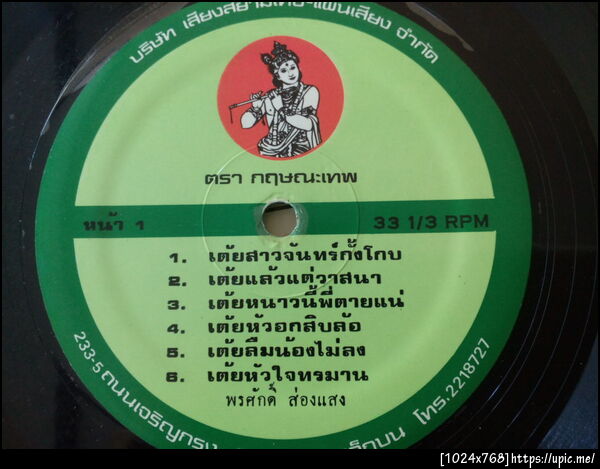 บริษัท เสียงสยามเทป-แผ่นเสียง จำกัด
ตรา กฤษณะเทพ
หน้า 1
33 1/3 RPM
1. เต้ยสาวจันทร์กั้งโกบ
2. เต้ยแล้วแต่วาสนา
3. เต้ยหนาวนี้พี่ตายแน่
4. เต้ยหัวอกสิบล้อ
5. เต้ยลืมน้องไม่ลง
6. เต้ยหัวใจทรมาน
พรศักดิ์ ส่องแสง
233-5 ถนนเจริญกรุง
โทร.2218727
[1024x768]https://upic.me/